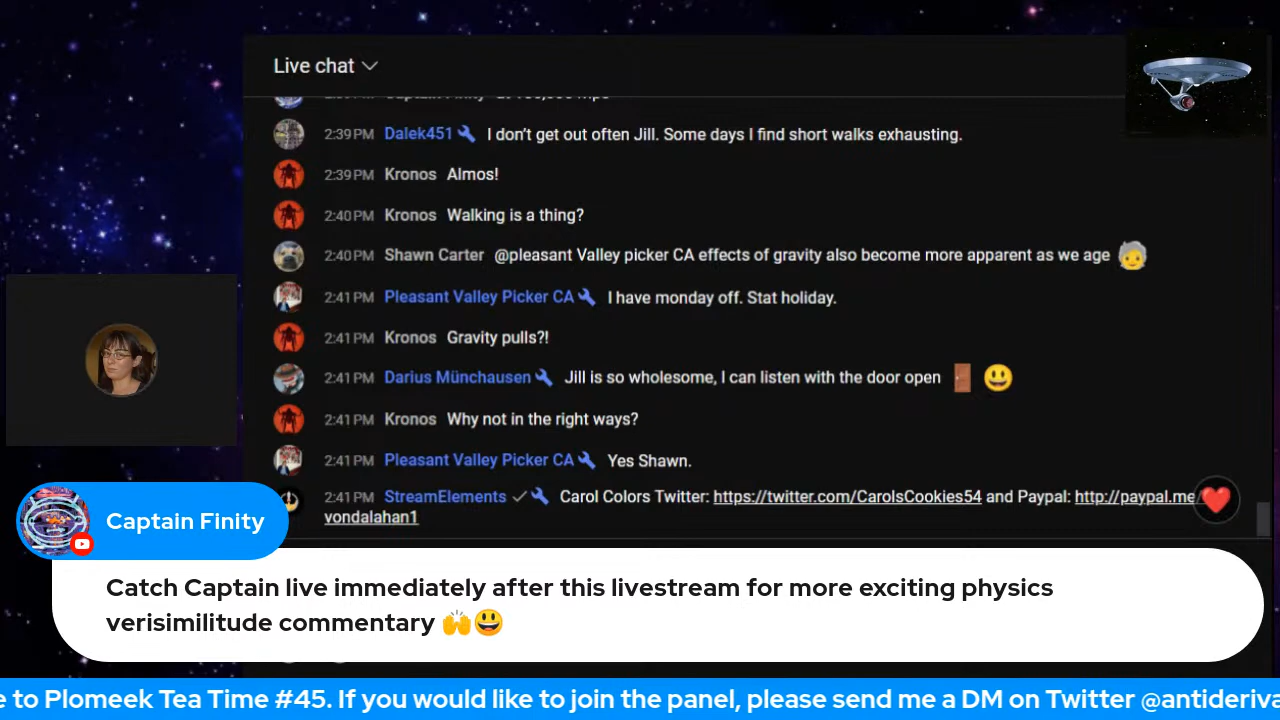 Live chat
2:39 PM Dalek451 I don't get out often Jill. Some days I find short walks exhausting.
2:39 PM Kronos Almos!
2:40 PM Kronos Walking is a thing?
2:40 PM Shawn Carter @pleasant Valley picker CA effects of gravity also become more apparent as we age
2:41 PM Pleasant Valley Picker CA I have monday off. Stat holiday.
2:41 PM Kronos Gravity pulls?!
2:41 PM Darius Münchausen Jill is so wholesome, I can listen with the door open 🚪 😃
2:41 PM Kronos Why not in the right ways?
2:41 PM Pleasant Valley Picker CA Yes Shawn.
2:41 PM StreamElements Carol Colors Twitter: https://twitter.com/CarolsCookies54 and Paypal: http://paypal.me/
vondalahan1
Captain Finity
Catch Captain live immediately after this livestream for more exciting physics
verisimilitude commentary 🙌😃
e to Plomeek Tea Time #45. If you would like to join the panel, please send me a DM on Twitter @antideriva